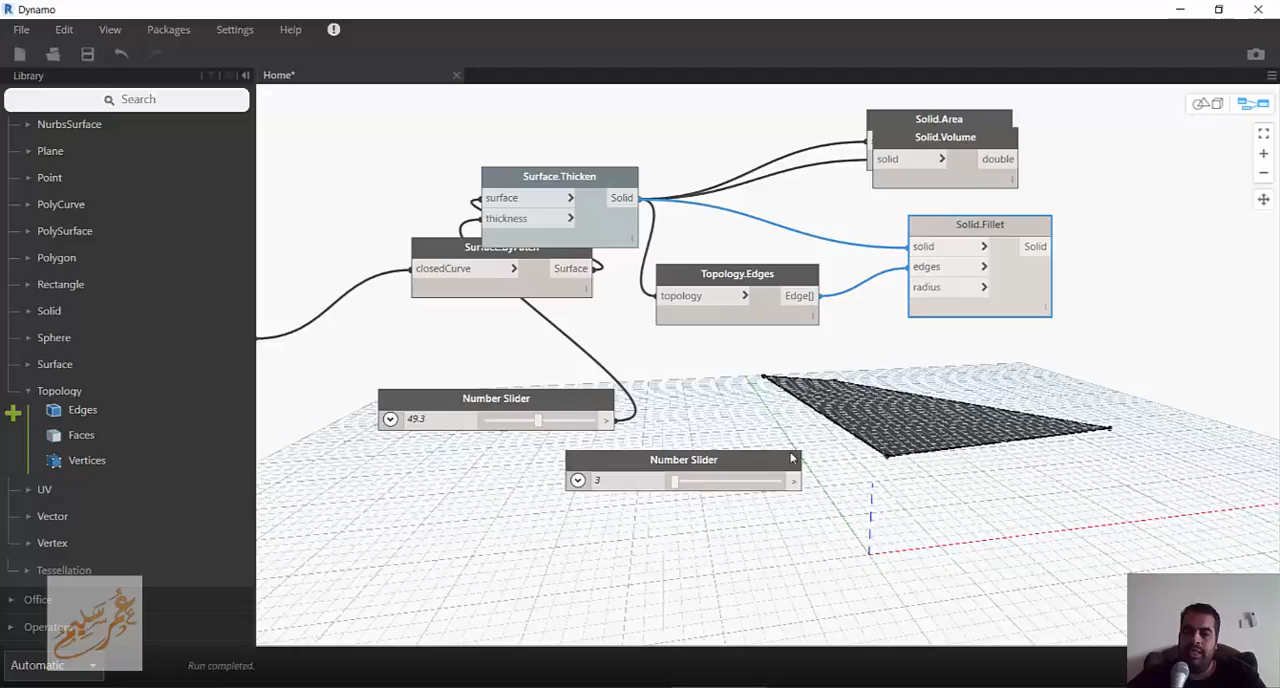 Dynamo
File Edit View Packages Settings Help
Library
Home*
Search
NurbsSurface
Plane
Point
PolyCurve
PolySurface
Polygon
Rectangle
Solid
Sphere
Surface
Topology
Edges
Faces
Vertices
UV
Vector
Vertex
Tessellation
Office
Automatic
Run completed.
Solid.Area
Solid.Volume
solid > double
Surface.Thicken
surface > Solid
thickness >
closedCurve > Surface
Topology.Edges
topology > Edge[]
Solid.Fillet
solid > Solid
edges >
radius >
Number Slider
49.3 >
Number Slider
3 >
عمر سليم